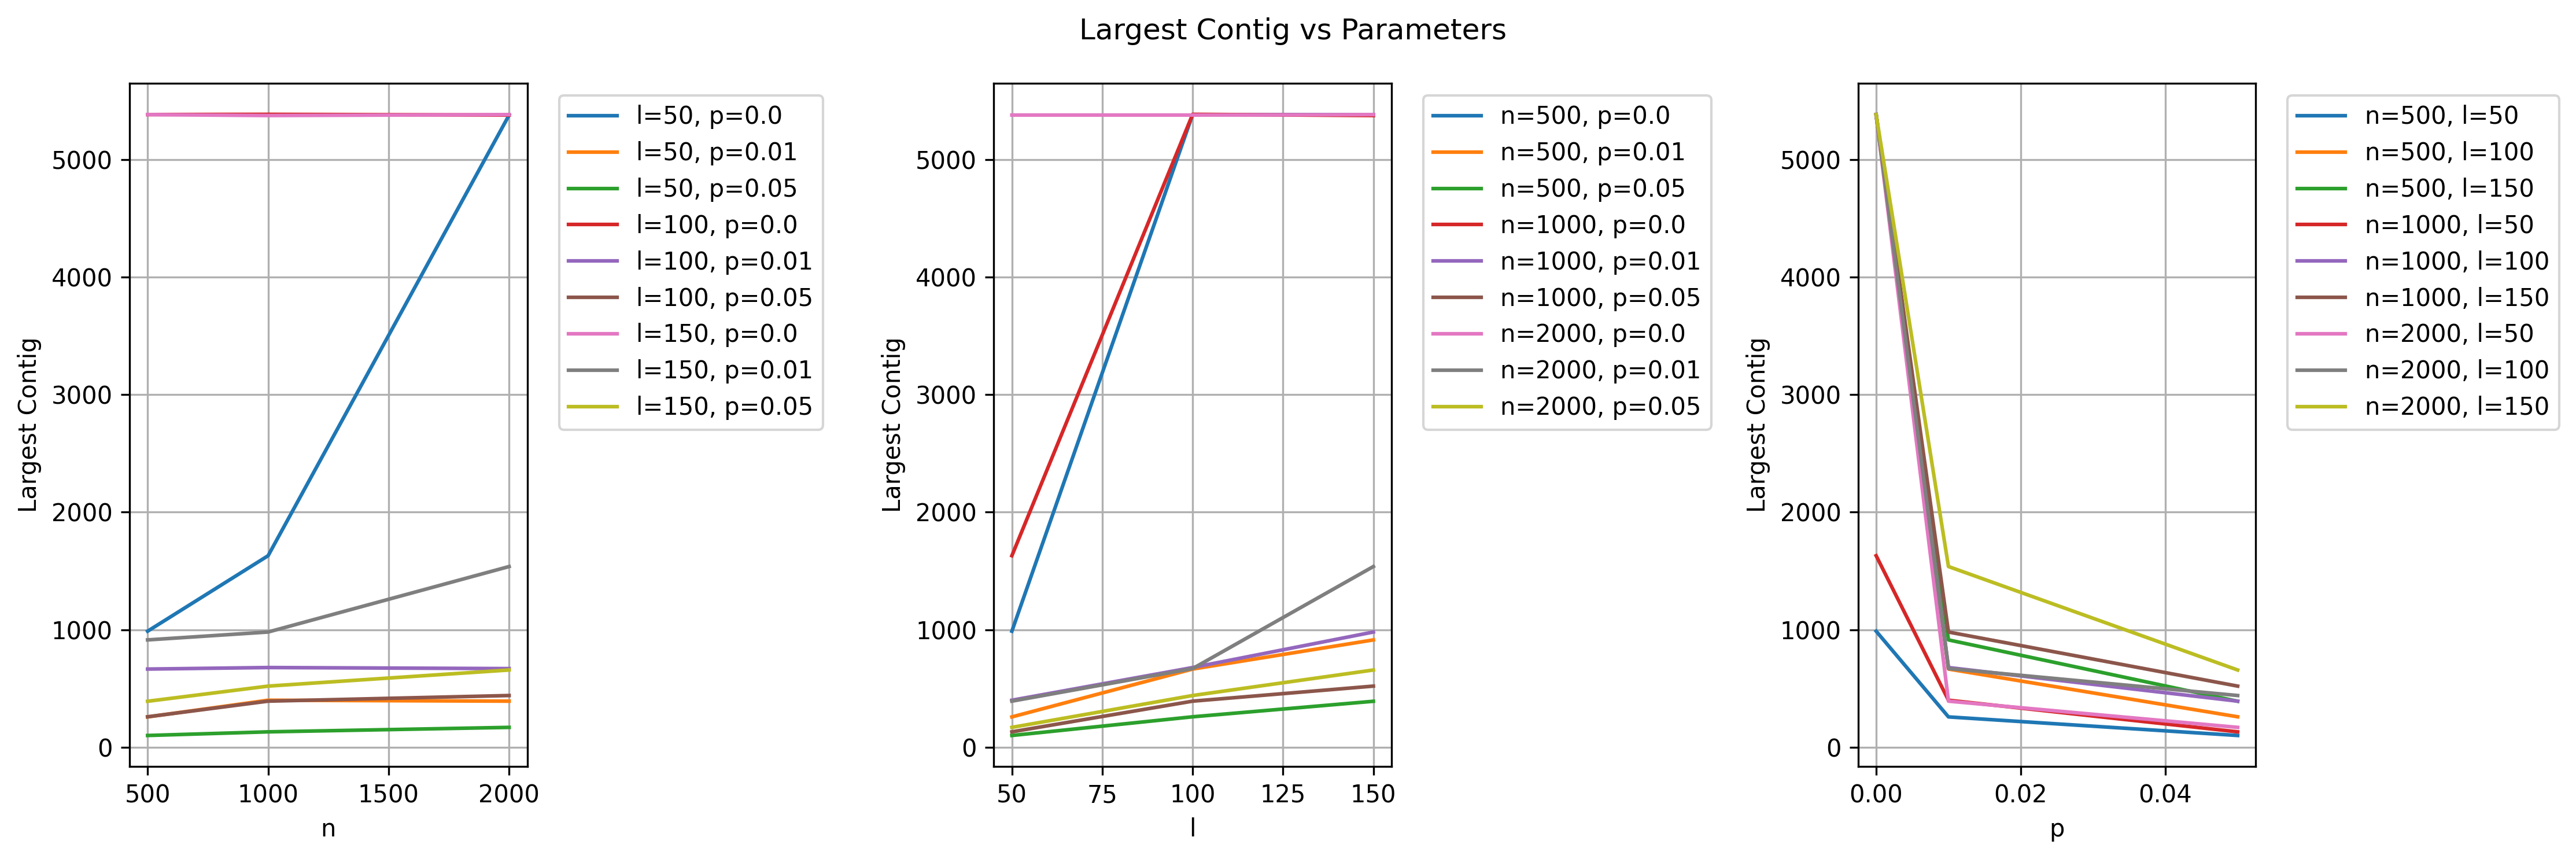 Largest Contig vs Parameters
Largest Contig
5000
4000
3000
2000
1000
0
500 1000 1500 2000
n
l=50, p=0.0
l=50, p=0.01
l=50, p=0.05
l=100, p=0.0
l=100, p=0.01
l=100, p=0.05
l=150, p=0.0
l=150, p=0.01
l=150, p=0.05
Largest Contig
5000
4000
3000
2000
1000
0
50 75 100 125 150
l
n=500, p=0.0
n=500, p=0.01
n=500, p=0.05
n=1000, p=0.0
n=1000, p=0.01
n=1000, p=0.05
n=2000, p=0.0
n=2000, p=0.01
n=2000, p=0.05
Largest Contig
5000
4000
3000
2000
1000
0
0.00 0.02 0.04
p
n=500, l=50
n=500, l=100
n=500, l=150
n=1000, l=50
n=1000, l=100
n=1000, l=150
n=2000, l=50
n=2000, l=100
n=2000, l=150